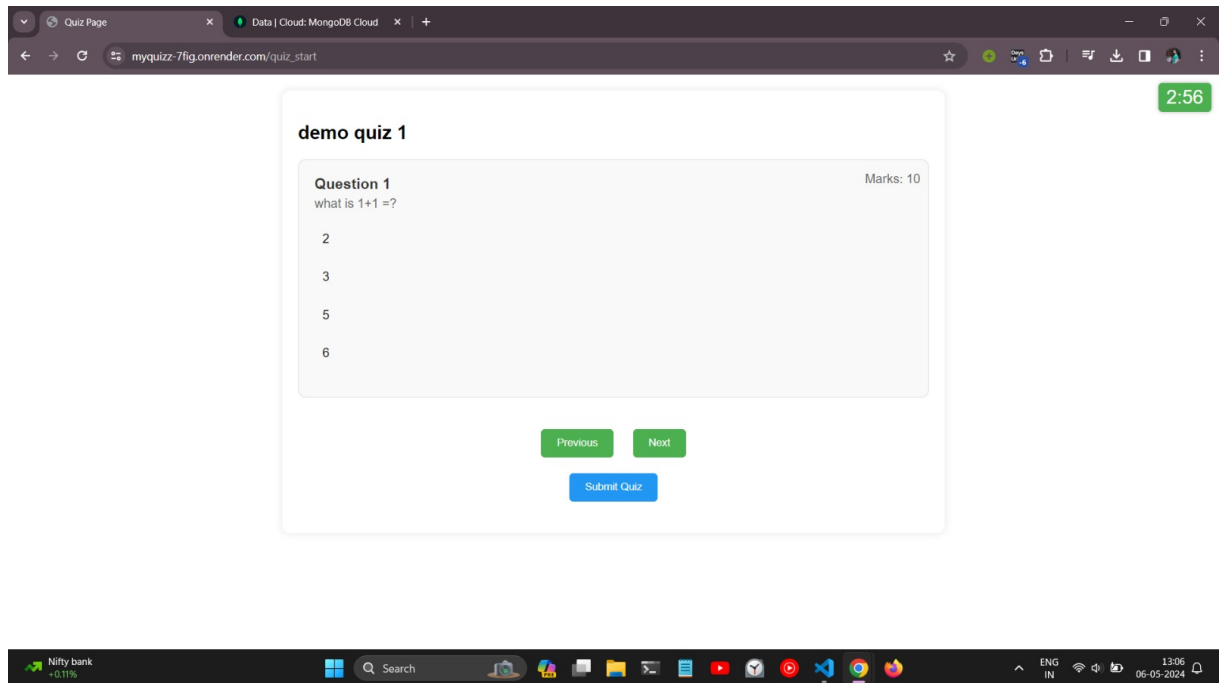 Quiz Page
Data | Cloud: MongoDB Cloud
myquizz-7fig.onrender.com/quiz_start
2:56
demo quiz 1
Question 1
Marks: 10
what is 1+1 =?
2
3
5
6
Previous
Next
Submit Quiz
Nifty bank
+0.11%
Search
PRE
ENG
IN
13:06
06-05-2024